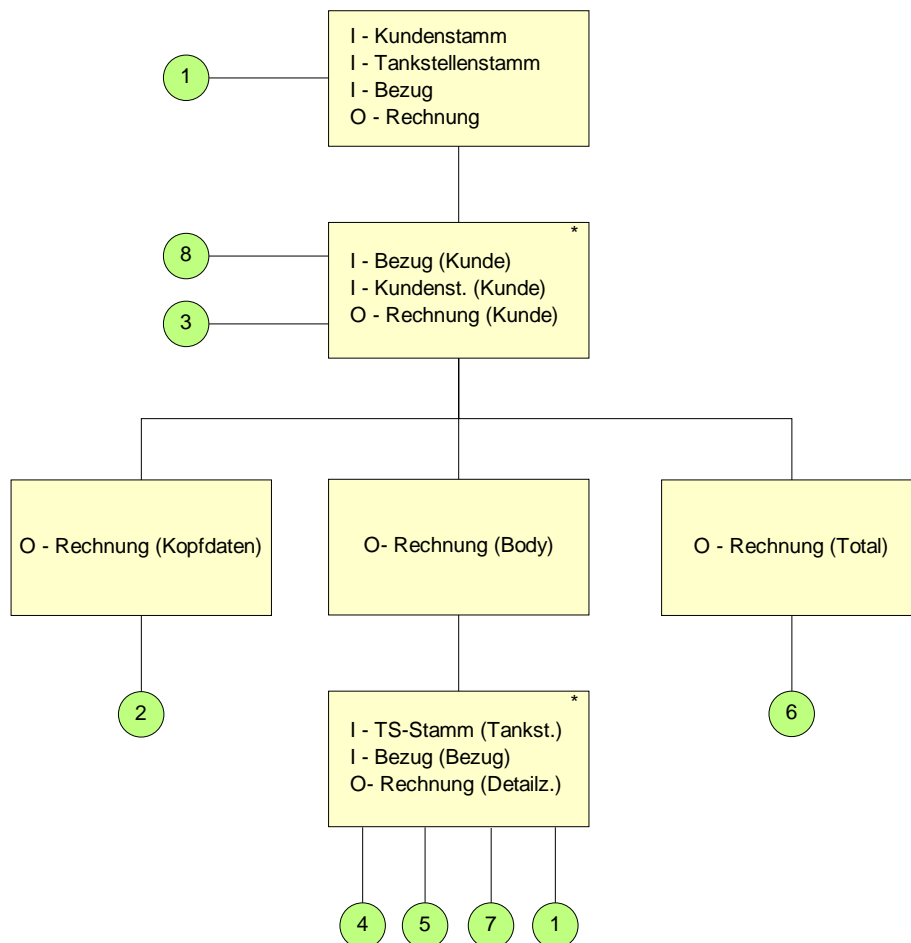 I - Kundenstamm
I - Tankstellenstamm
I - Bezug
O - Rechnung
1
*
8
I - Bezug (Kunde)
I - Kundenst. (Kunde)
O - Rechnung (Kunde)
3
O - Rechnung (Kopfdaten)
O- Rechnung (Body)
O - Rechnung (Total)
2
6
*
I - TS-Stamm (Tankst.)
I - Bezug (Bezug)
O- Rechnung (Detailz.)
4
5
7
1